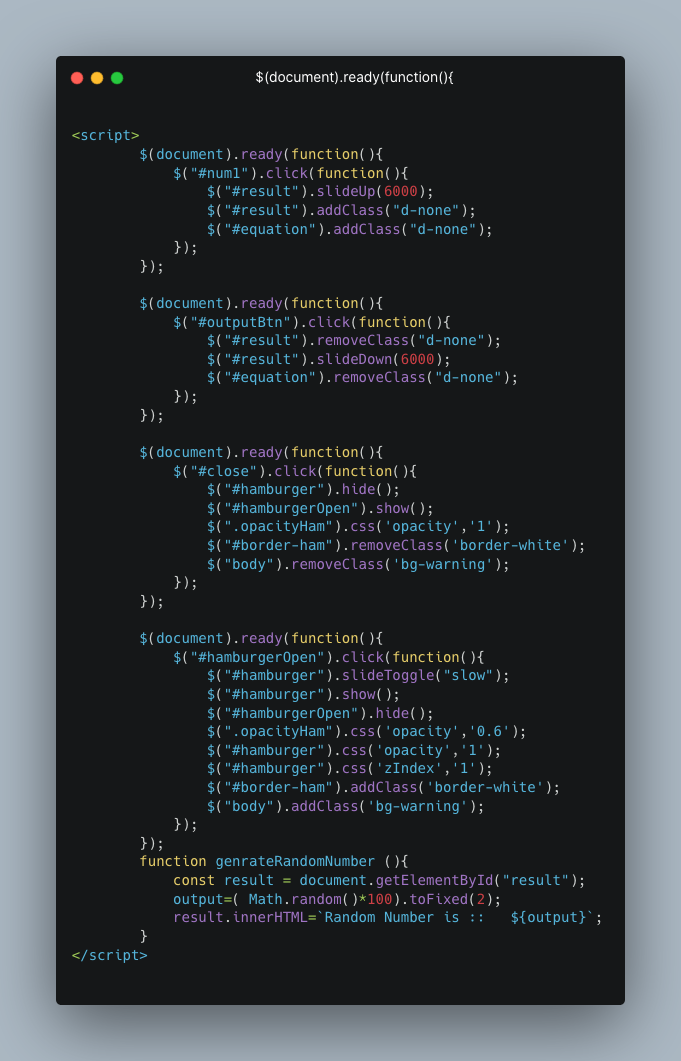 $(document).ready(function(){
<script>
        $(document).ready(function(){
            $("#num1").click(function(){
                $("#result").slideUp(6000);
                $("#result").addClass("d-none");
                $("#equation").addClass("d-none");
            });
        });

        $(document).ready(function(){
            $("#outputBtn").click(function(){
                $("#result").removeClass("d-none");
                $("#result").slideDown(6000);
                $("#equation").removeClass("d-none");
            });
        });

        $(document).ready(function(){
            $("#close").click(function(){
                $("#hamburger").hide();
                $("#hamburgerOpen").show();
                $(".opacityHam").css('opacity','1');
                $("#border-ham").removeClass('border-white');
                $("body").removeClass('bg-warning');
            });
        });

        $(document).ready(function(){
            $("#hamburgerOpen").click(function(){
                $("#hamburger").slideToggle("slow");
                $("#hamburger").show();
                $("#hamburgerOpen").hide();
                $(".opacityHam").css('opacity','0.6');
                $("#hamburger").css('opacity','1');
                $("#hamburger").css('zIndex','1');
                $("#border-ham").addClass('border-white');
                $("body").addClass('bg-warning');
            });
        });
        function genrateRandomNumber (){
            const result = document.getElementById("result");
            output=( Math.random()*100).toFixed(2);
            result.innerHTML=`Random Number is ::   ${output}`;
        }
</script>